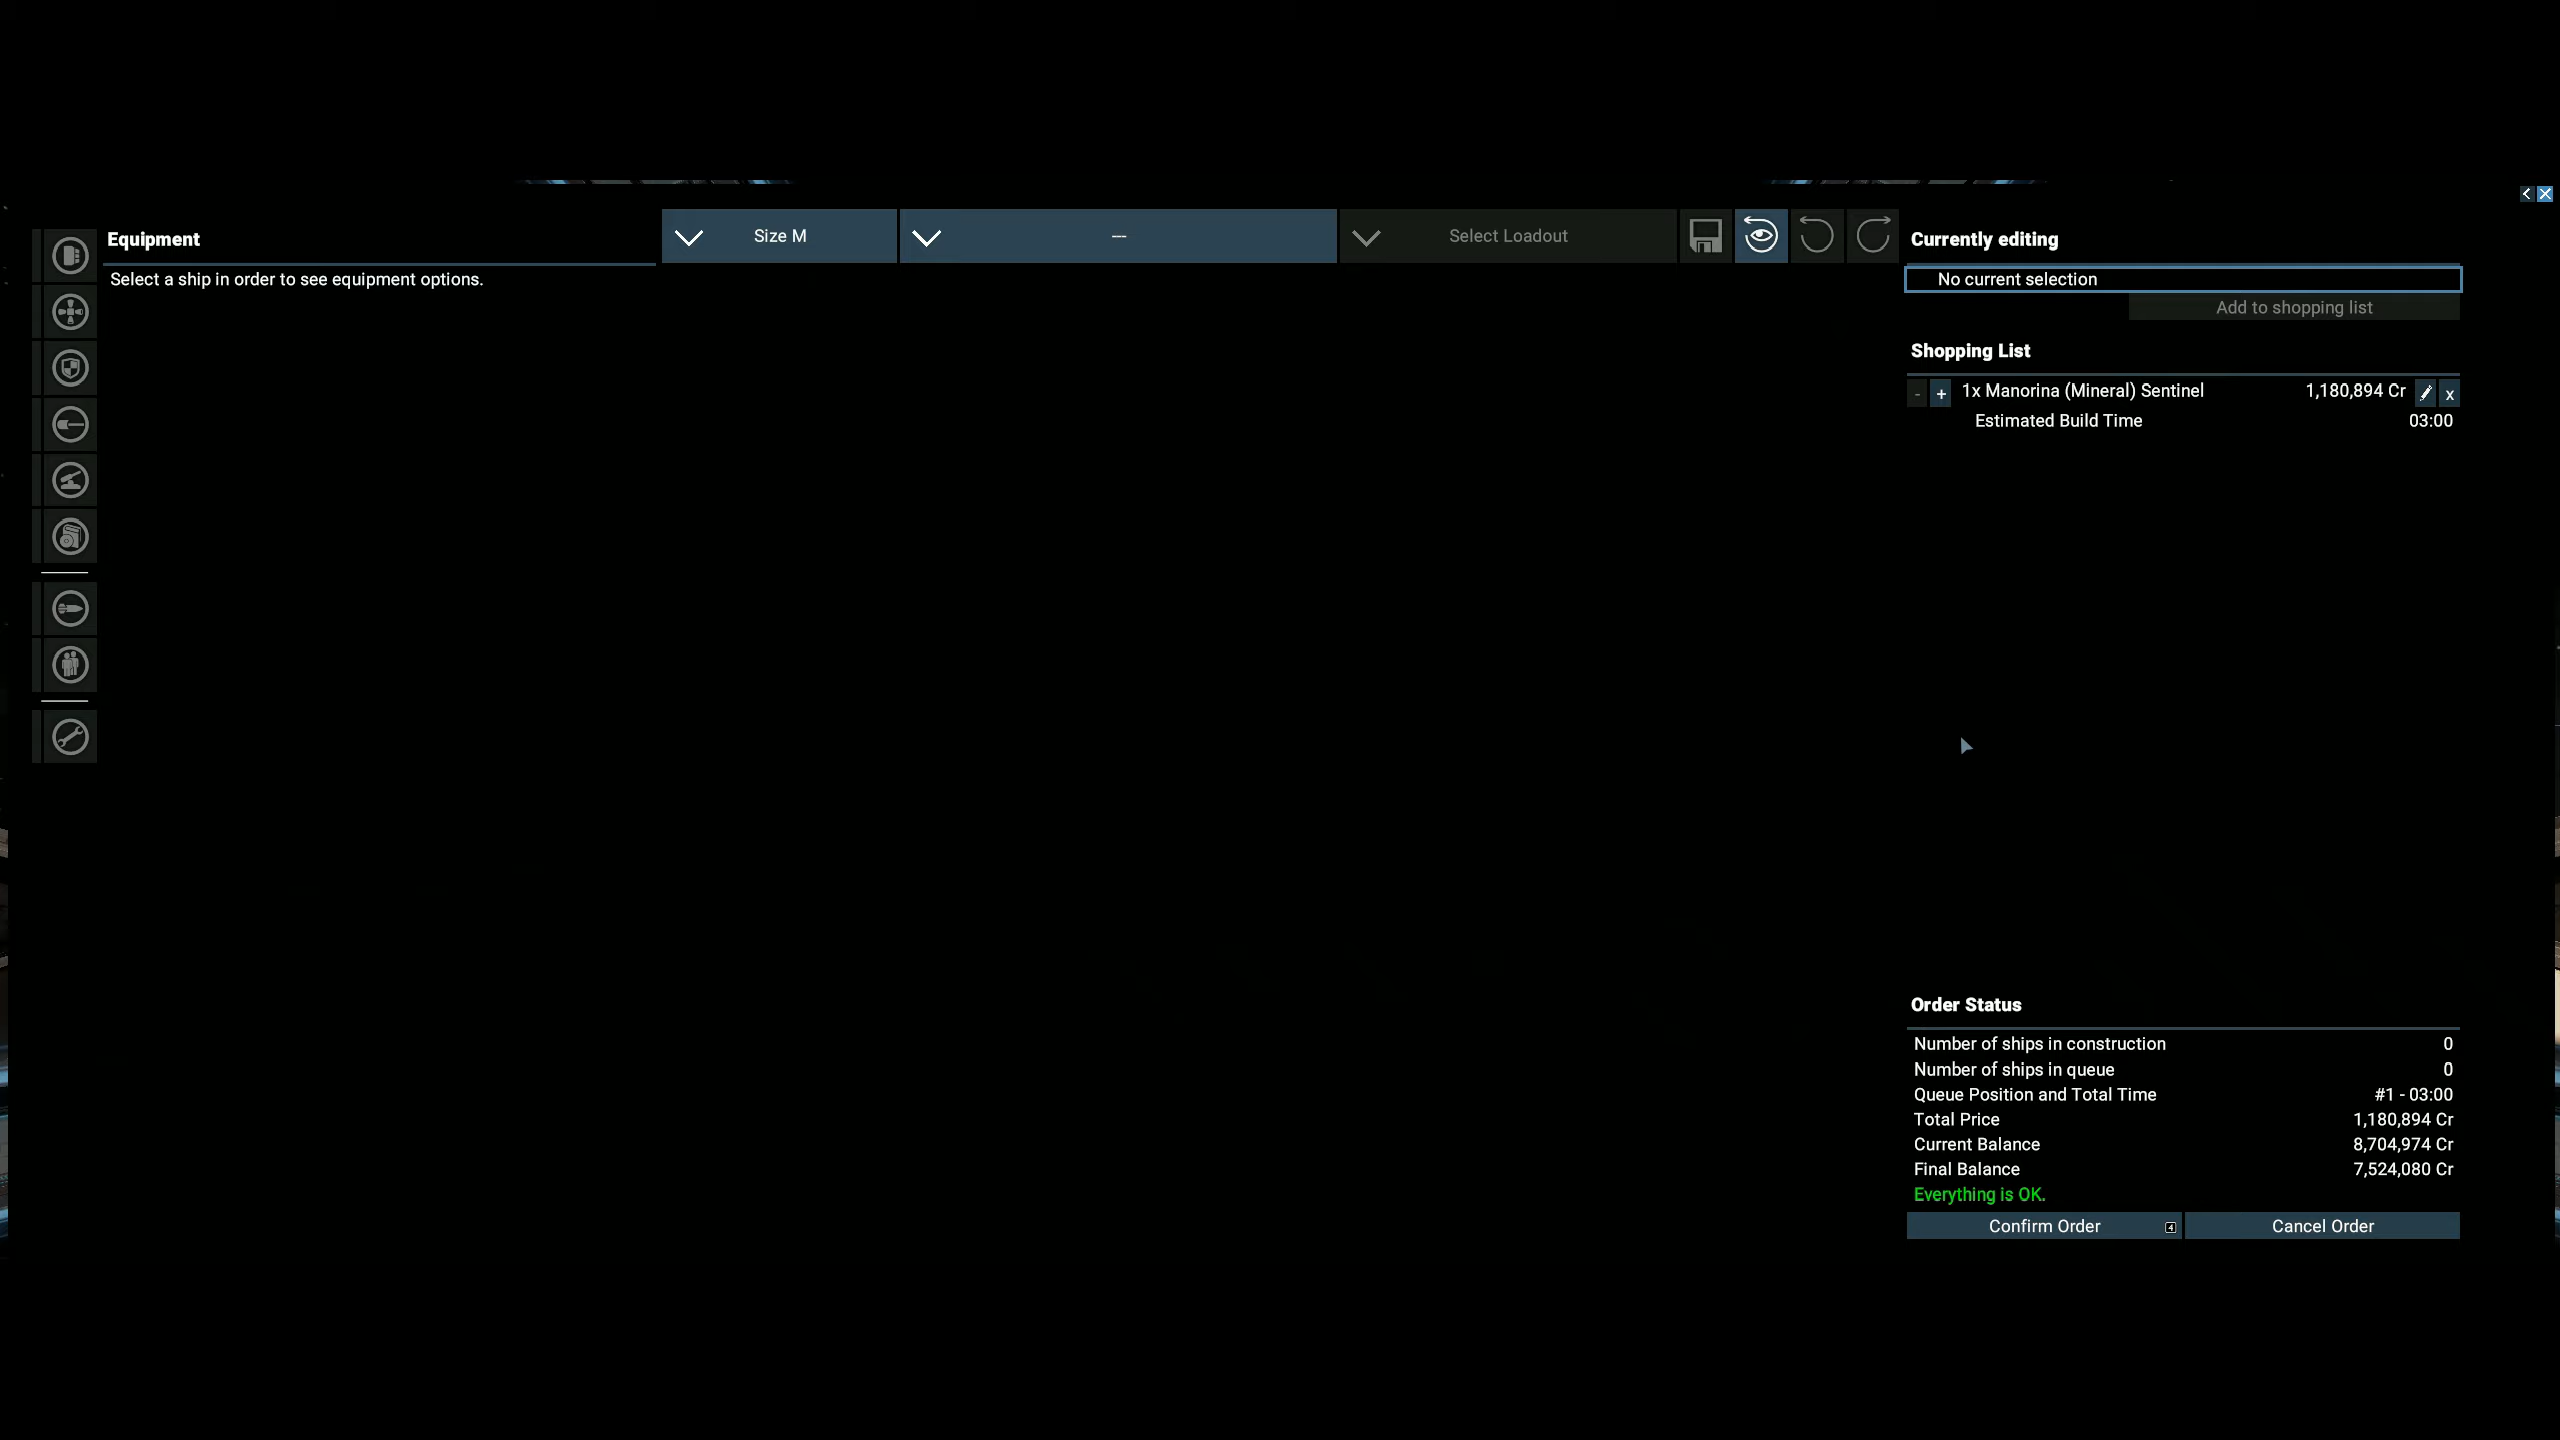 Equipment
Select a ship in order to see equipment options.
Size M
---
Select Loadout
Currently editing
No current selection
Add to shopping list
Shopping List
- + 1x Manorina (Mineral) Sentinel 1,180,894 Cr x
Estimated Build Time 03:00
Order Status
Number of ships in construction 0
Number of ships in queue 0
Queue Position and Total Time #1 - 03:00
Total Price 1,180,894 Cr
Current Balance 8,704,974 Cr
Final Balance 7,524,080 Cr
Everything is OK.
Confirm Order 4 Cancel Order